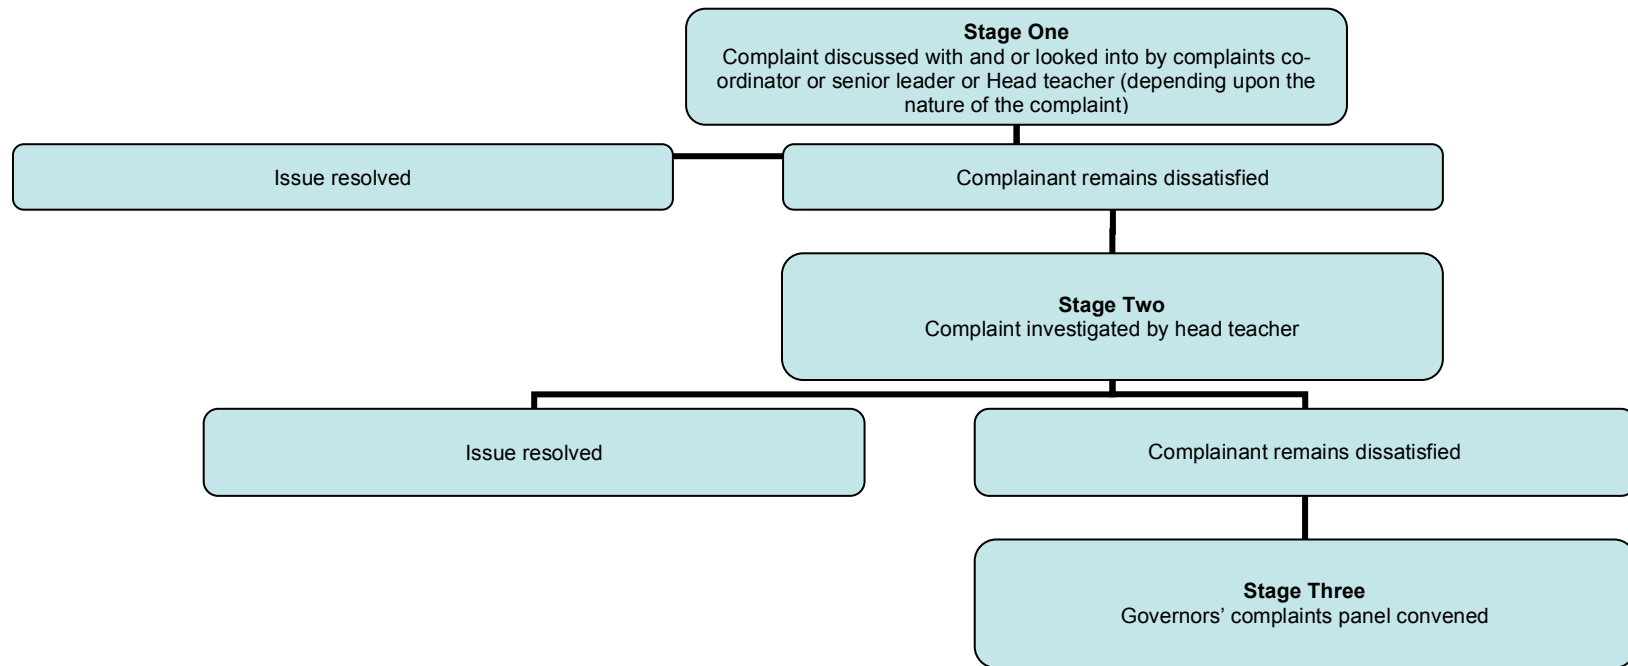 Stage One
Complaint discussed with and or looked into by complaints co-
ordinator or senior leader or Head teacher (depending upon the
nature of the complaint)
Issue resolved
Complainant remains dissatisfied
Stage Two
Complaint investigated by head teacher
Issue resolved
Complainant remains dissatisfied
Stage Three
Governors’ complaints panel convened